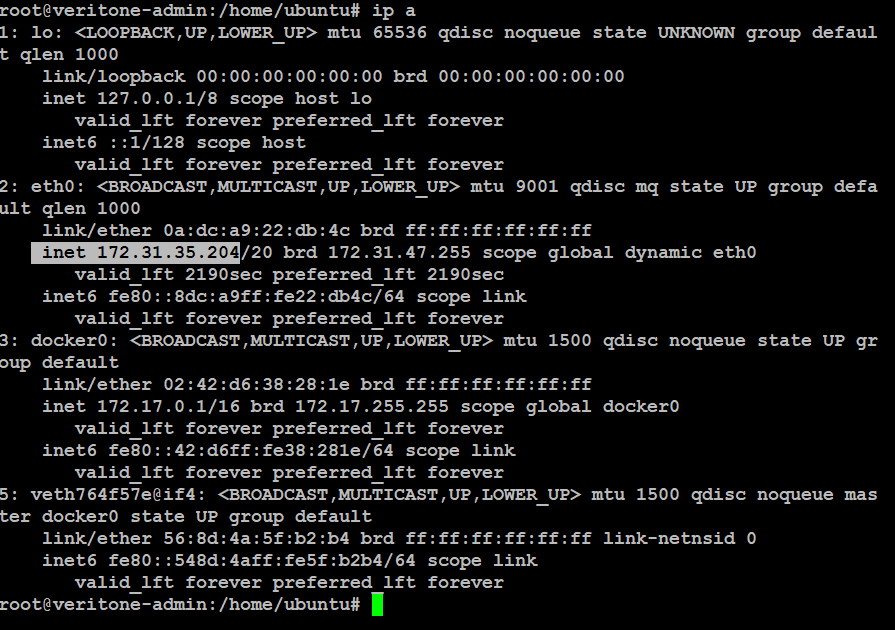 root@veritone-admin:/home/ubuntu# ip a
1: lo: <LOOPBACK,UP,LOWER_UP> mtu 65536 qdisc noqueue state UNKNOWN group defaul
t qlen 1000
    link/loopback 00:00:00:00:00:00 brd 00:00:00:00:00:00
    inet 127.0.0.1/8 scope host lo
       valid_lft forever preferred_lft forever
    inet6 ::1/128 scope host
       valid_lft forever preferred_lft forever
2: eth0: <BROADCAST,MULTICAST,UP,LOWER_UP> mtu 9001 qdisc mq state UP group defa
ult qlen 1000
    link/ether 0a:dc:a9:22:db:4c brd ff:ff:ff:ff:ff:ff
    inet 172.31.35.204/20 brd 172.31.47.255 scope global dynamic eth0
       valid_lft 2190sec preferred_lft 2190sec
    inet6 fe80::8dc:a9ff:fe22:db4c/64 scope link
       valid_lft forever preferred_lft forever
3: docker0: <BROADCAST,MULTICAST,UP,LOWER_UP> mtu 1500 qdisc noqueue state UP gr
oup default
    link/ether 02:42:d6:38:28:1e brd ff:ff:ff:ff:ff:ff
    inet 172.17.0.1/16 brd 172.17.255.255 scope global docker0
       valid_lft forever preferred_lft forever
    inet6 fe80::42:d6ff:fe38:281e/64 scope link
       valid_lft forever preferred_lft forever
5: veth764f57e@if4: <BROADCAST,MULTICAST,UP,LOWER_UP> mtu 1500 qdisc noqueue mas
ter docker0 state UP group default
    link/ether 56:8d:4a:5f:b2:b4 brd ff:ff:ff:ff:ff:ff link-netnsid 0
    inet6 fe80::548d:4aff:fe5f:b2b4/64 scope link
       valid_lft forever preferred_lft forever
root@veritone-admin:/home/ubuntu#